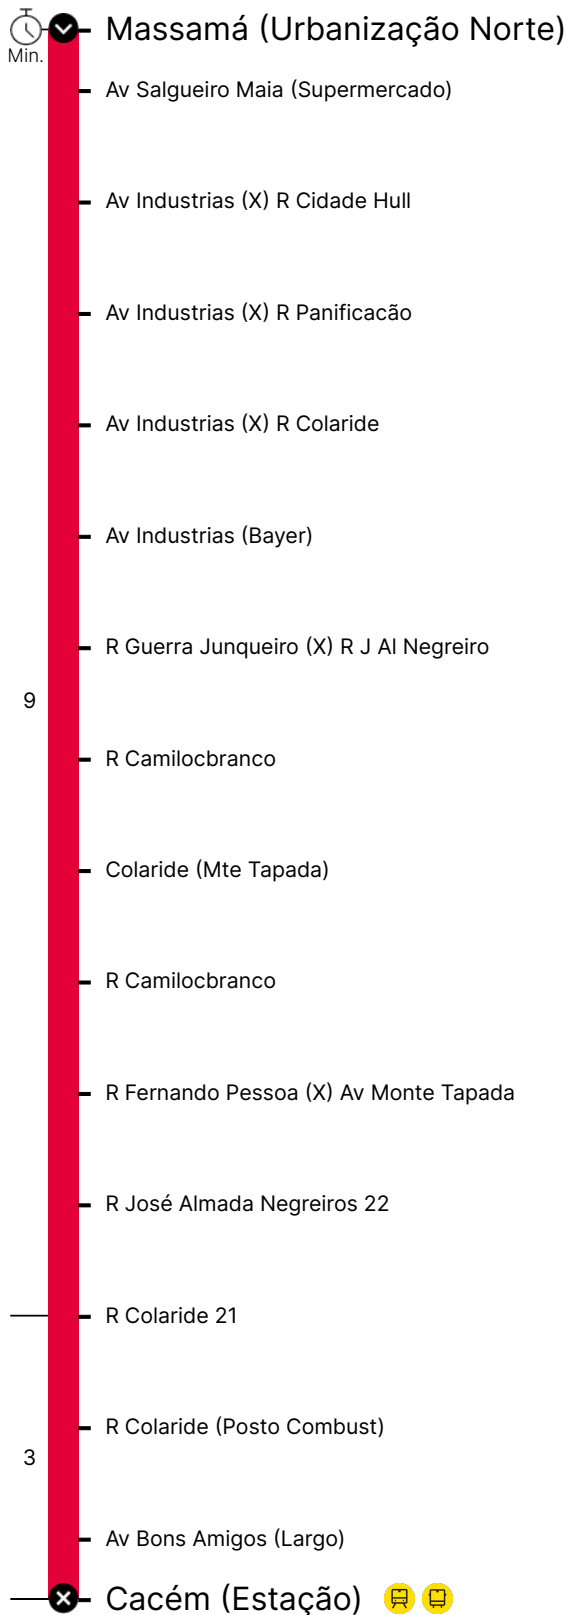 Massamá (Urbanização Norte)
Min.
Av Salgueiro Maia (Supermercado)
Av Industrias (X) R Cidade Hull
Av Industrias (X) R Panificacão
Av Industrias (X) R Colaride
Av Industrias (Bayer)
R Guerra Junqueiro (X) R J Al Negreiro
9
R Camilocbranco
Colaride (Mte Tapada)
R Camilocbranco
R Fernando Pessoa (X) Av Monte Tapada
R José Almada Negreiros 22
R Colaride 21
R Colaride (Posto Combust)
3
Av Bons Amigos (Largo)
Cacém (Estação)